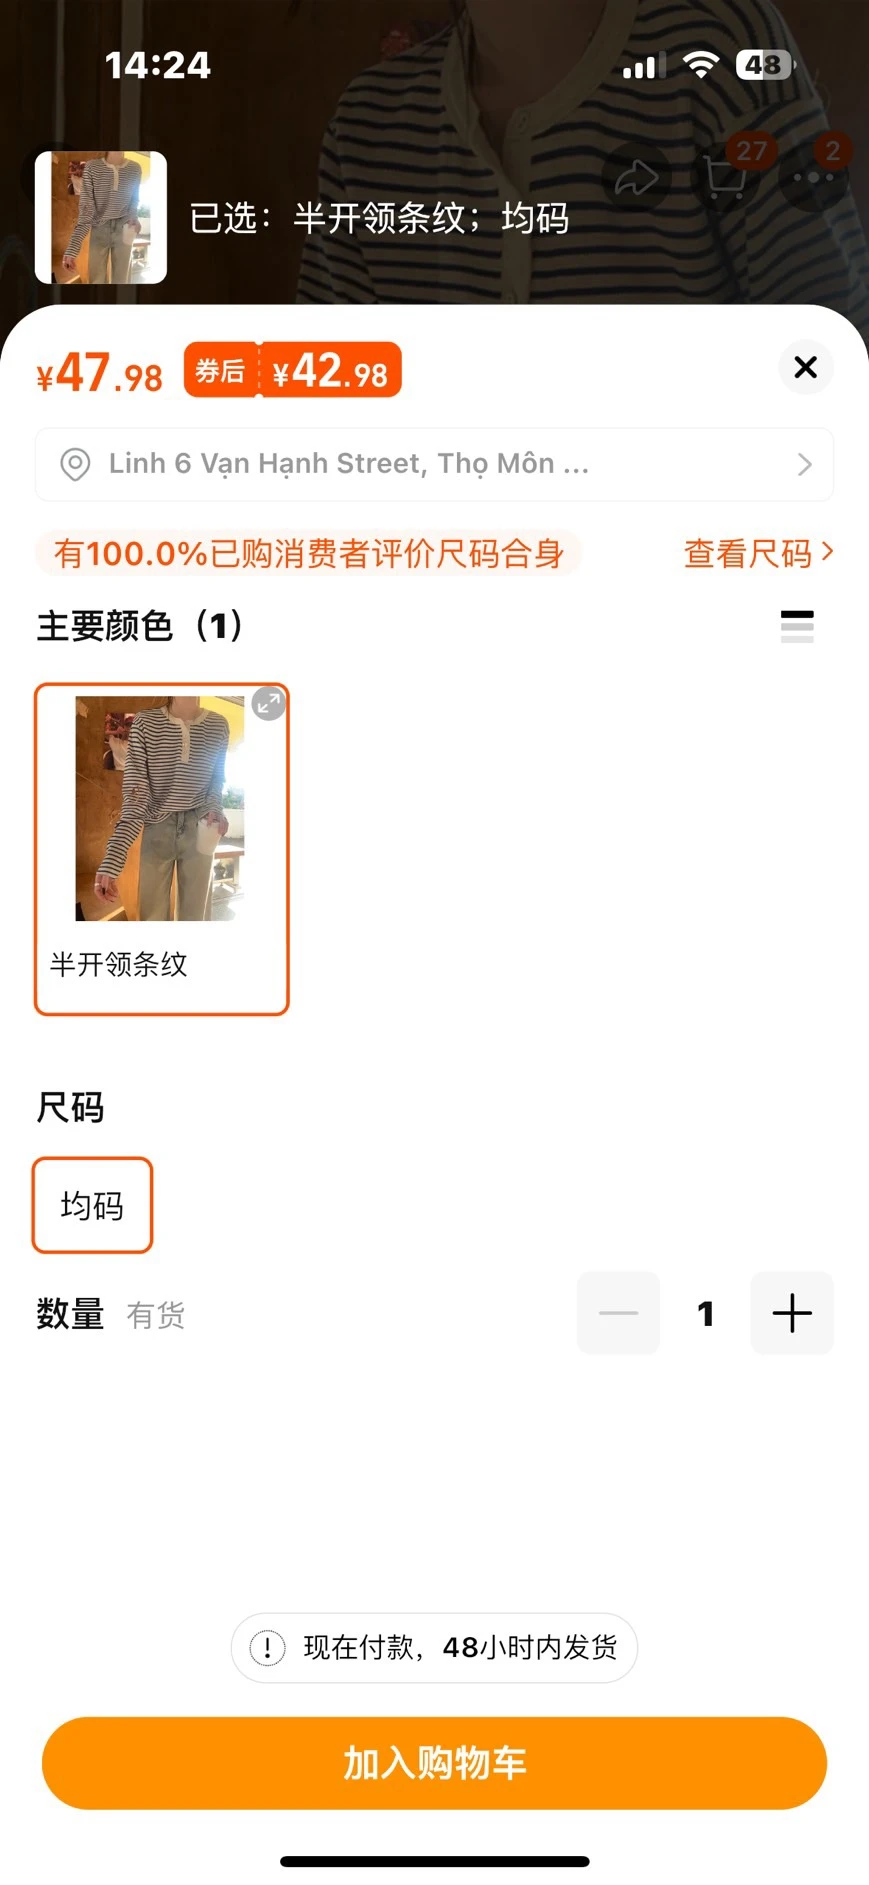 14:24
48
27
2
已选：半开领条纹；均码
¥47.98
券后 ¥42.98
Linh 6 Vạn Hạnh Street, Thọ Môn ...
有100.0%已购消费者评价尺码合身
查看尺码
主要颜色（1）
半开领条纹
尺码
均码
数量 有货
1
现在付款，48小时内发货
加入购物车